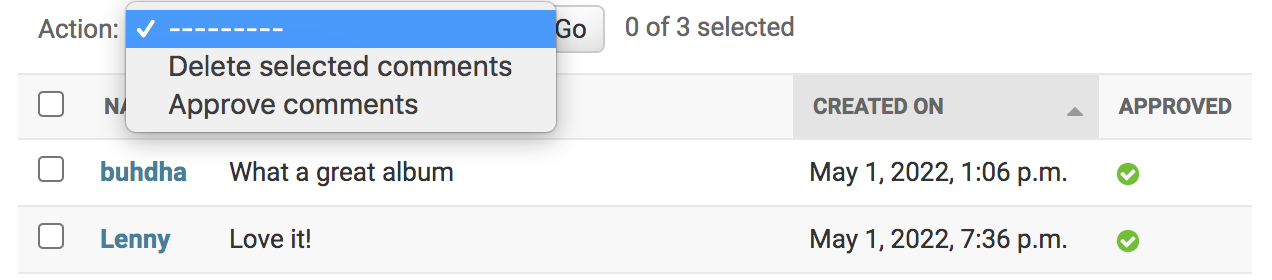 Action: ✓ --------- Go 0 of 3 selected
Delete selected comments
Approve comments
NA CREATED ON APPROVED
buhdha What a great album May 1, 2022, 1:06 p.m.
Lenny Love it! May 1, 2022, 7:36 p.m.